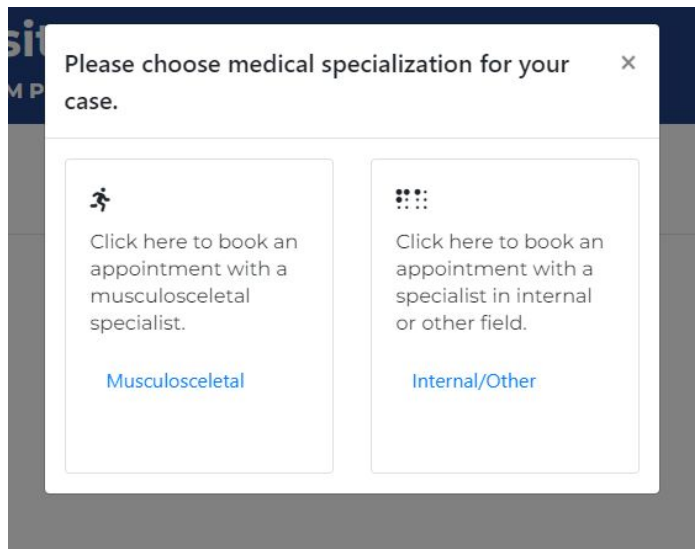 sit
M P
Please choose medical specialization for your
case.
×
Click here to book an
appointment with a
musculosceletal
specialist.
Musculosceletal
Click here to book an
appointment with a
specialist in internal
or other field.
Internal/Other